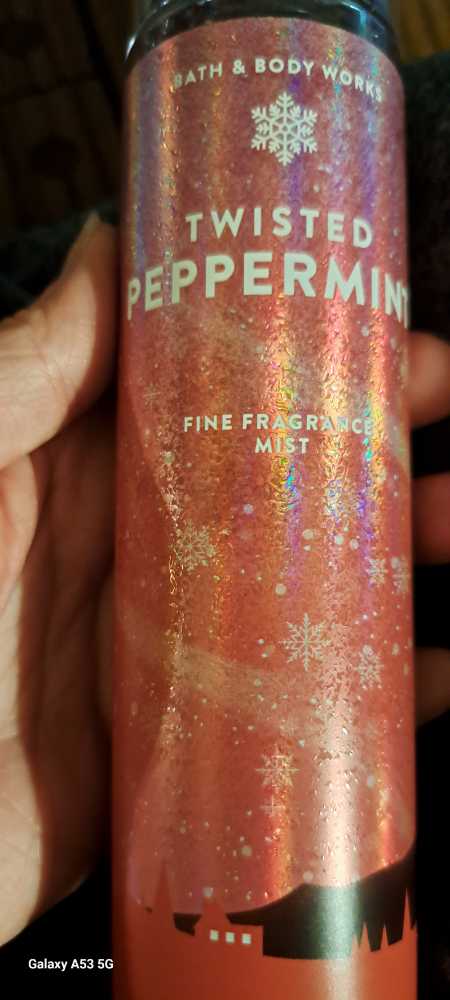 BATH & BODY WORKS
TWISTED
PEPPERMINT
FINE FRAGRANCE
MIST
Galaxy A53 5G